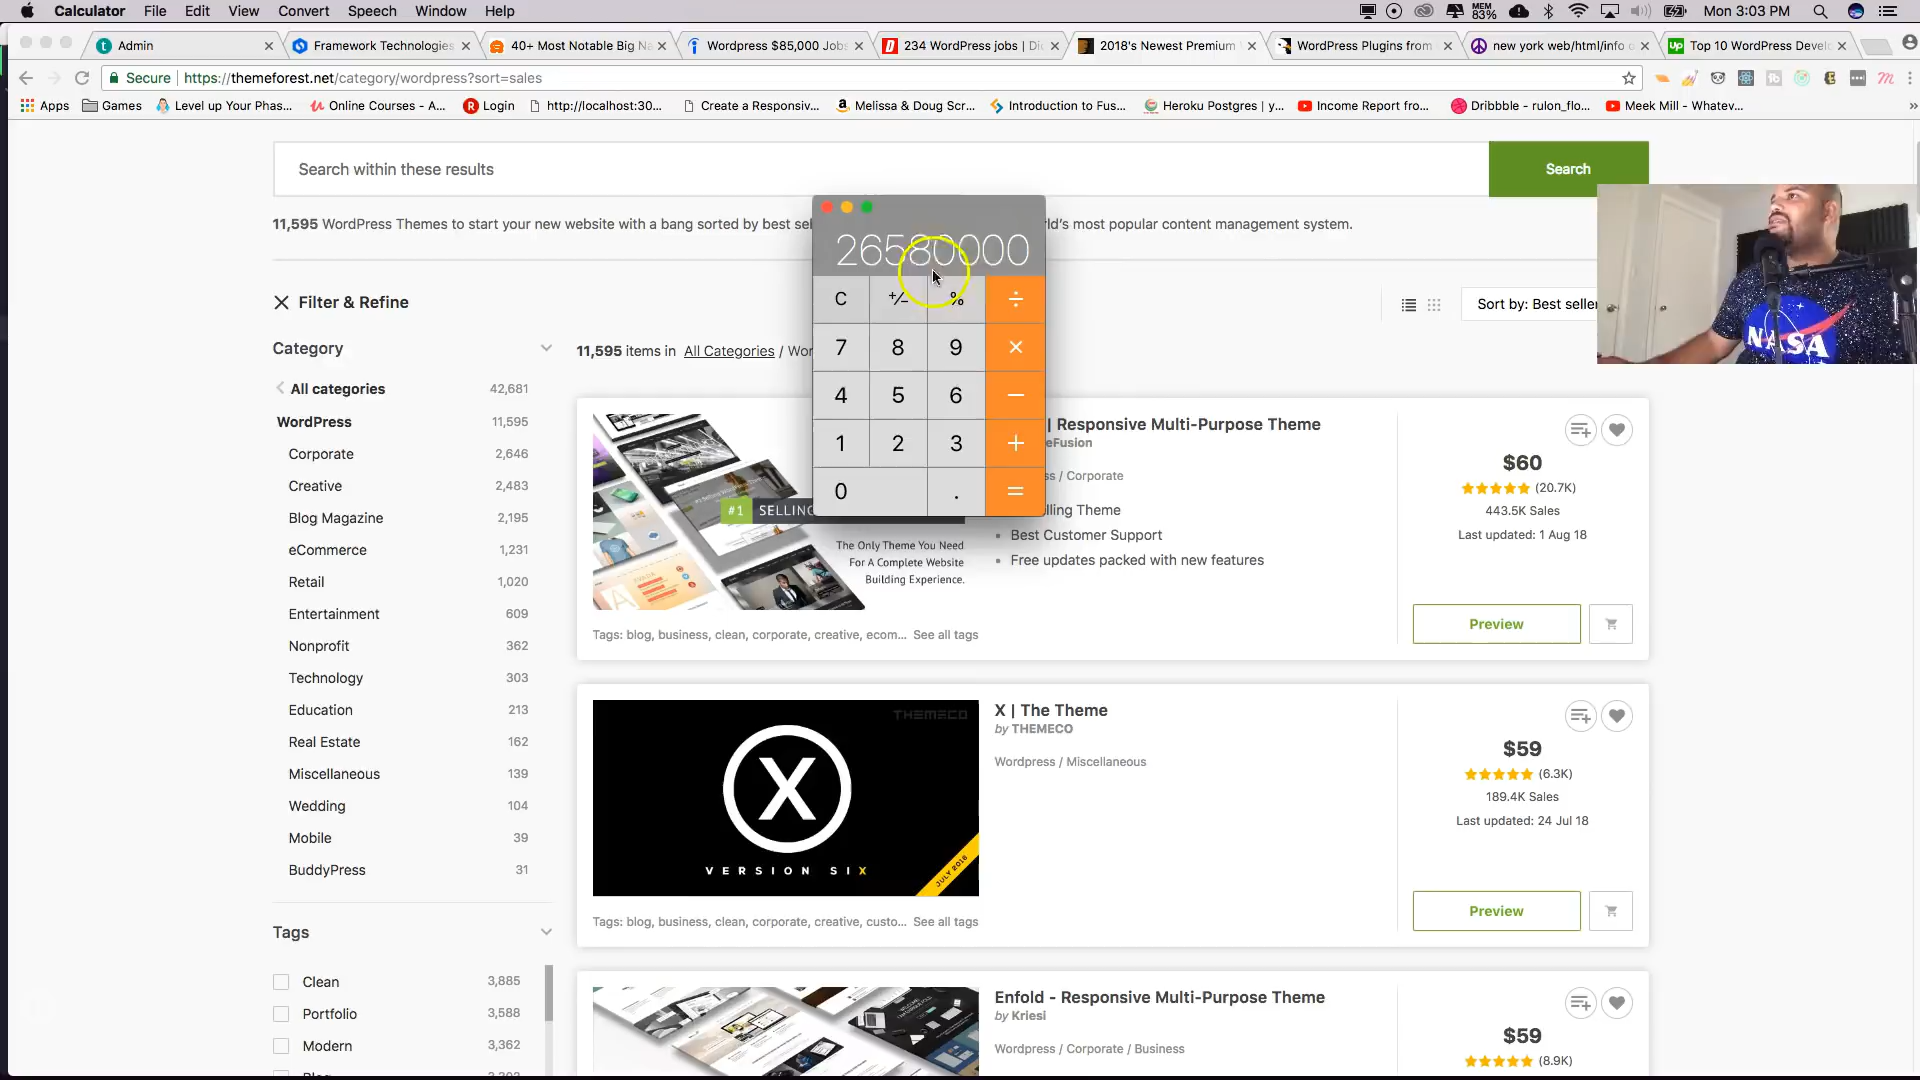 Calculator File Edit View Convert Speech Window Help MEM 83% Mon 3:03 PM
Admin Framework Technologies 40+ Most Notable Big N Wordpress $85,000 Jobs 234 WordPress jobs | Di 2018's Newest Premium WordPress Plugins from new york web/html/info d Top 10 WordPress Devel
Secure https://themeforest.net/category/wordpress?sort=sales
Apps Games Level up Your Phas... Online Courses - A... Login http://localhost:30... Create a Responsiv... Melissa & Doug Scr... Introduction to Fus... Heroku Postgres | y... Income Report fro... Dribbble - rulon_flo... Meek Mill - Whatev...
Search within these results
Search
11,595 WordPress Themes to start your new website with a bang sorted by best sel
ld's most popular content management system.
26580000
C +/- % ÷
7 8 9 ×
4 5 6 −
1 2 3 +
0 . =
Filter & Refine
Sort by: Best seller
Category
11,595 items in All Categories / Wor
All categories 42,681
WordPress 11,595
Corporate 2,646
Creative 2,483
Blog Magazine 2,195
eCommerce 1,231
Retail 1,020
Entertainment 609
Nonprofit 362
Technology 303
Education 213
Real Estate 162
Miscellaneous 139
Wedding 104
Mobile 39
BuddyPress 31
Tags
Clean 3,885
Portfolio 3,588
Modern 3,362
| Responsive Multi-Purpose Theme
eFusion
ss / Corporate
lling Theme
Best Customer Support
Free updates packed with new features
#1 SELLING
The Only Theme You Need
For A Complete Website
Building Experience.
Tags: blog, business, clean, corporate, creative, ecom... See all tags
$60
(20.7K)
443.5K Sales
Last updated: 1 Aug 18
Preview
THEMECO
X
VERSION SIX
JULY 2018
X | The Theme
by THEMECO
Wordpress / Miscellaneous
Tags: blog, business, clean, corporate, creative, custo... See all tags
$59
(6.3K)
189.4K Sales
Last updated: 24 Jul 18
Preview
Enfold - Responsive Multi-Purpose Theme
by Kriesi
Wordpress / Corporate / Business
$59
(8.9K)
NASA